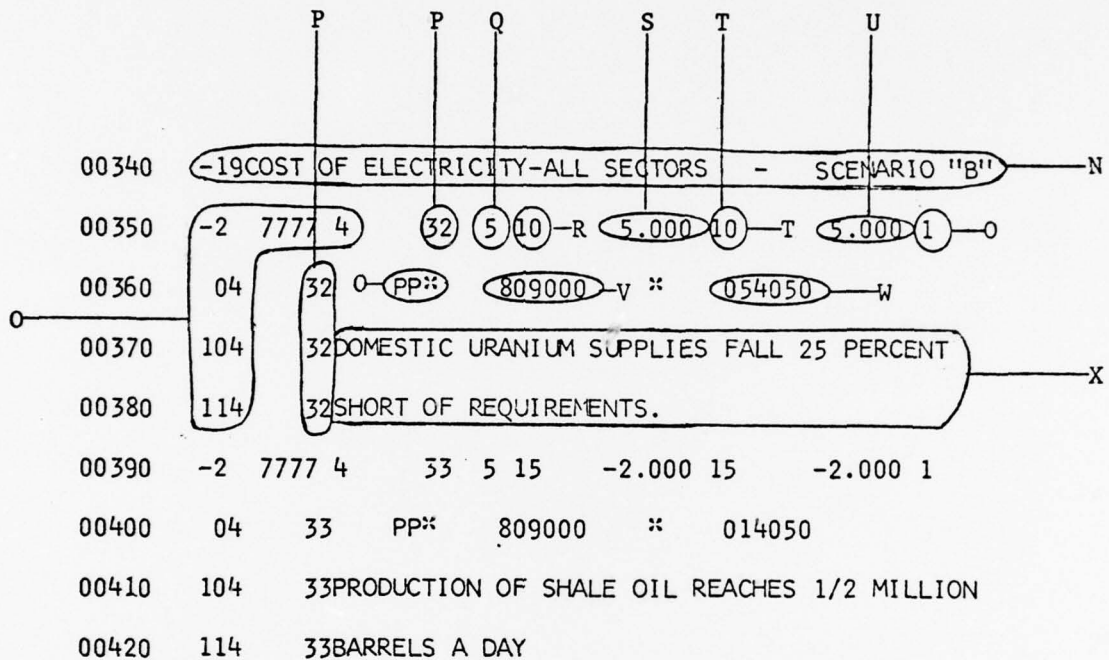 P P Q S T U
00340 -19COST OF ELECTRICITY-ALL SECTORS - SCENARIO "B" N
00350 -2 7777 4 32 5 10 R 5.000 10 T 5.000 1 O
00360 04 32 O PP* 809000 V * 054050 W
O
00370 104 32DOMESTIC URANIUM SUPPLIES FALL 25 PERCENT
X
00380 114 32SHORT OF REQUIREMENTS.
00390 -2 7777 4 33 5 15 -2.000 15 -2.000 1
00400 04 33 PP* 809000 * 014050
00410 104 33PRODUCTION OF SHALE OIL REACHES 1/2 MILLION
00420 114 33BARRELS A DAY